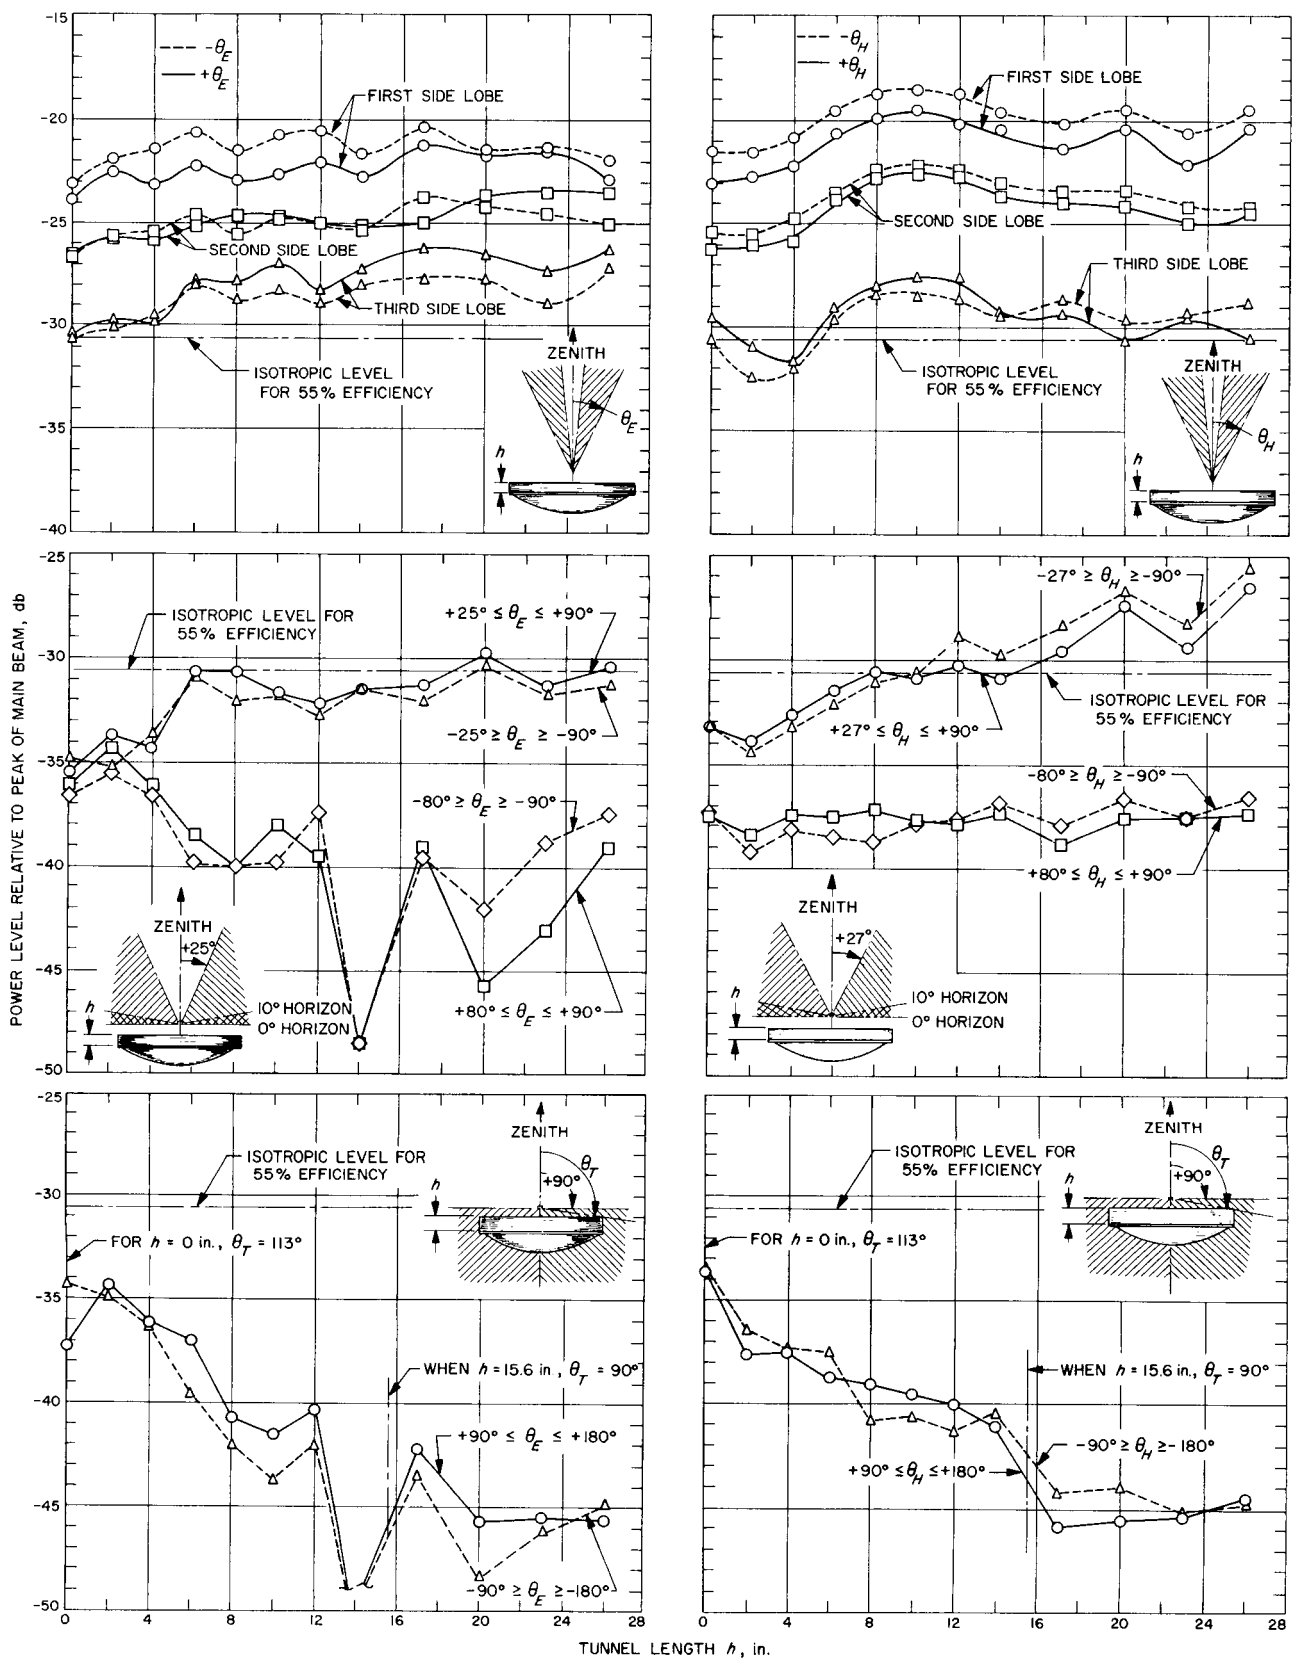 -15
-20
-25
-30
-35
-40
--- -θE
— +θE
FIRST SIDE LOBE
SECOND SIDE LOBE
THIRD SIDE LOBE
ISOTROPIC LEVEL
FOR 55% EFFICIENCY
ZENITH
θE
h
--- -θH
— +θH
FIRST SIDE LOBE
SECOND SIDE LOBE
THIRD SIDE LOBE
ISOTROPIC LEVEL
FOR 55% EFFICIENCY
ZENITH
θH
h
POWER LEVEL RELATIVE TO PEAK OF MAIN BEAM, db
-25
-30
-35
-40
-45
-50
ISOTROPIC LEVEL FOR
55% EFFICIENCY
+25° ≤ θE ≤ +90°
-25° ≥ θE ≥ -90°
-80° ≥ θE ≥ -90°
+80° ≤ θE ≤ +90°
ZENITH
+25°
10° HORIZON
0° HORIZON
h
-27° ≥ θH ≥ -90°
ISOTROPIC LEVEL FOR
55% EFFICIENCY
+27° ≤ θH ≤ +90°
-80° ≥ θH ≥ -90°
+80° ≤ θH ≤ +90°
ZENITH
+27°
10° HORIZON
0° HORIZON
h
-25
-30
-35
-40
-45
-50
ISOTROPIC LEVEL FOR
55% EFFICIENCY
ZENITH
θT
+90°
h
FOR h = 0 in., θT = 113°
WHEN h = 15.6 in., θT = 90°
+90° ≤ θE ≤ +180°
-90° ≥ θE ≥ -180°
0 4 8 12 16 20 24 28
ISOTROPIC LEVEL FOR
55% EFFICIENCY
ZENITH
θT
+90°
h
FOR h = 0 in., θT = 113°
WHEN h = 15.6 in., θT = 90°
-90° ≥ θH ≥ -180°
+90° ≤ θH ≤ +180°
0 4 8 12 16 20 24 28
TUNNEL LENGTH h, in.